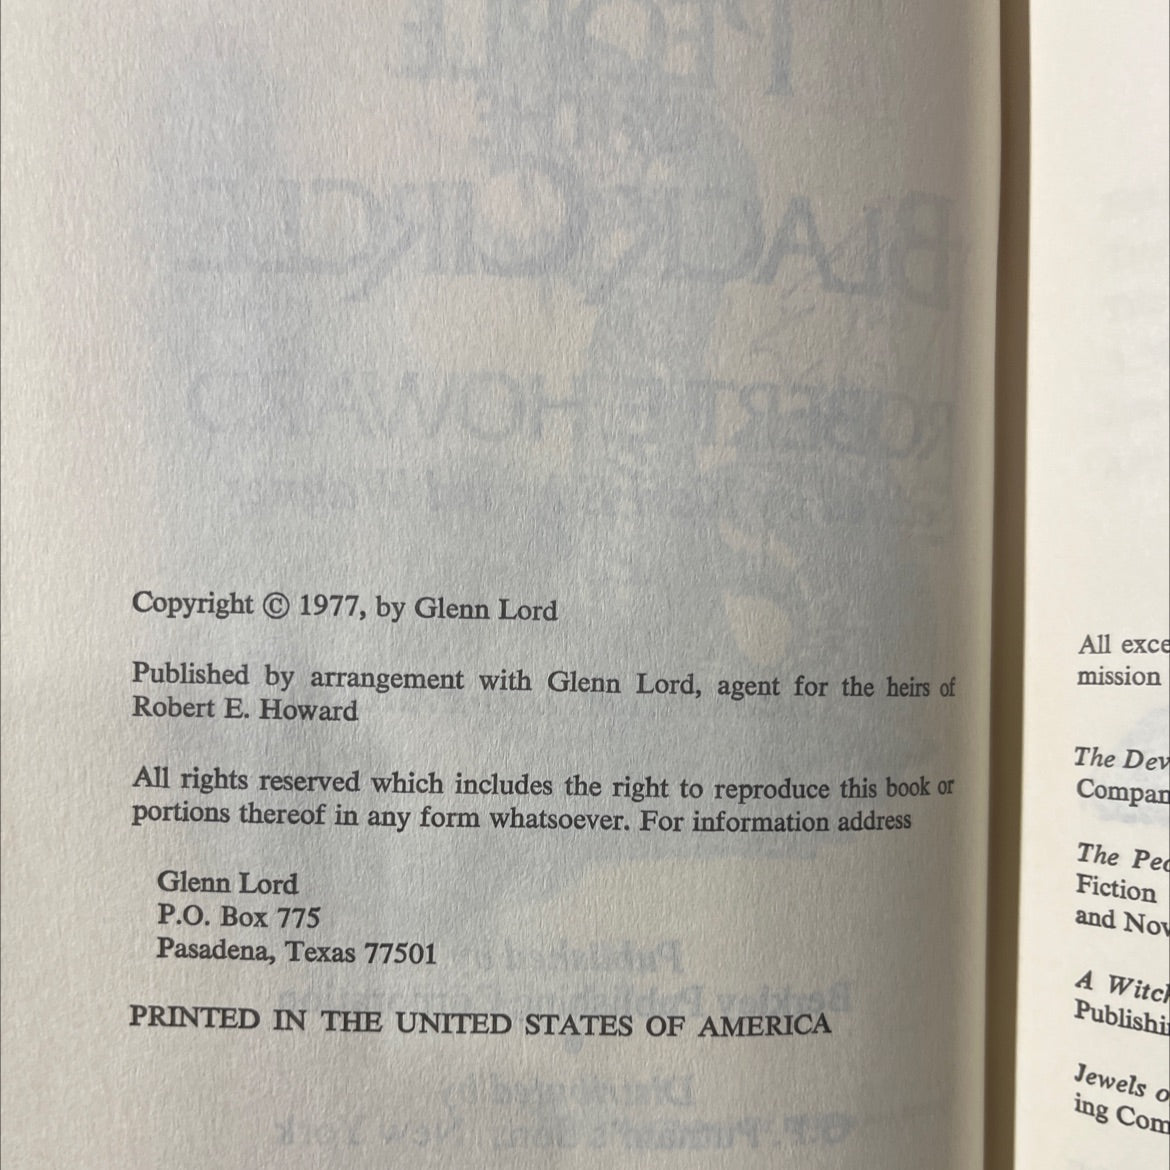 Copyright © 1977, by Glenn Lord
Published by arrangement with Glenn Lord, agent for the heirs of
Robert E. Howard
All rights reserved which includes the right to reproduce this book or
portions thereof in any form whatsoever. For information address
Glenn Lord
P.O. Box 775
Pasadena, Texas 77501
PRINTED IN THE UNITED STATES OF AMERICA
All exce
mission
The Dev
Compan
The Peo
Fiction
and Nov
A Witch
Publishi
Jewels o
ing Com